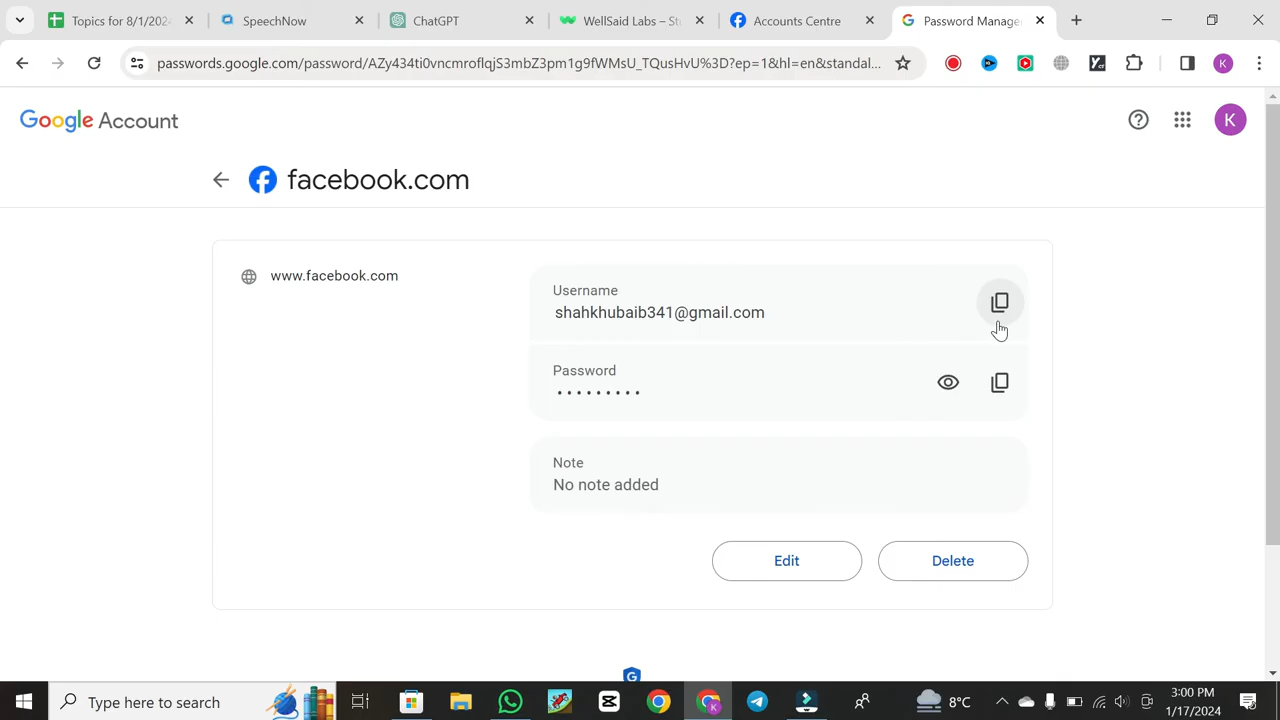 Topics for 8/1/202
SpeechNow
ChatGPT
WellSaid Labs – St
Accounts Centre
Password Manage
passwords.google.com/password/AZy434ti0vncmroflqjS3mbZ3pm1g9fWMsU_TQusHvU%3D?ep=1&hl=en&standal...
K
Google Account
K
facebook.com
www.facebook.com
Username
shahkhubaib341@gmail.com
Password
Note
No note added
Edit
Delete
Type here to search
8°C
3:00 PM
1/17/2024